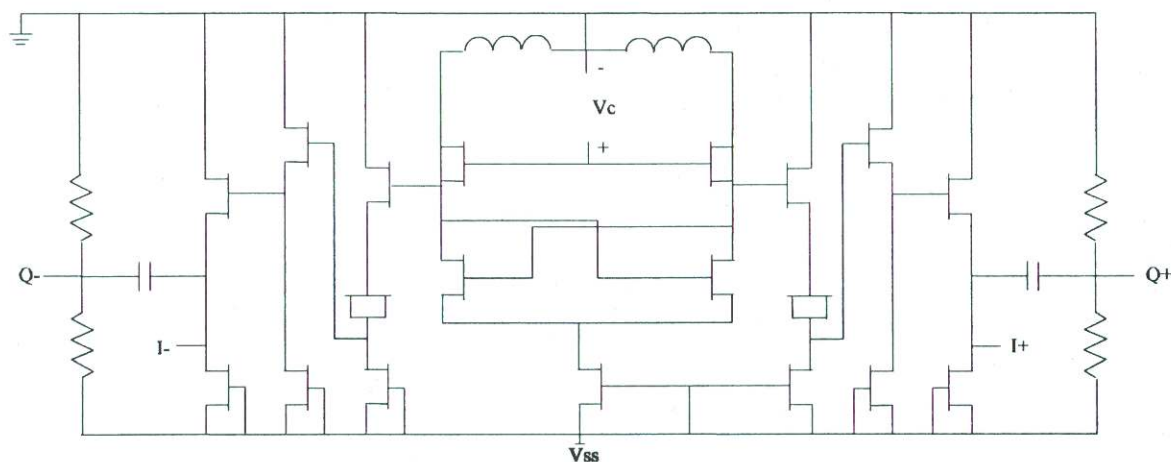 -
Vc
+
Q-
Q+
I-
I+
Vss